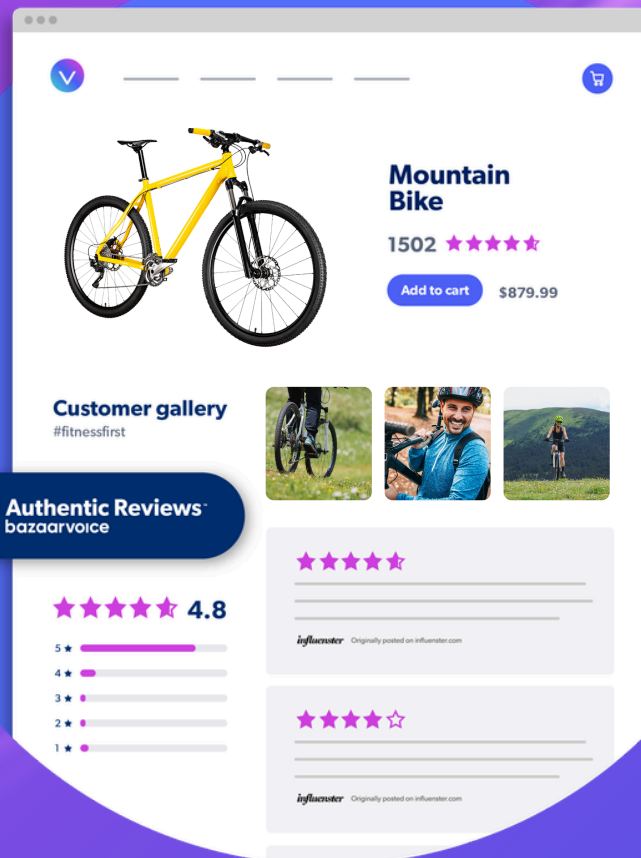 Mountain
Bike
1502
Add to cart
$879.99
Customer gallery
#fitnessfirst
Authentic Reviews™
bazaarvoice
4.8
5
4
3
2
1
influenster Originally posted on influenster.com
influenster Originally posted on influenster.com